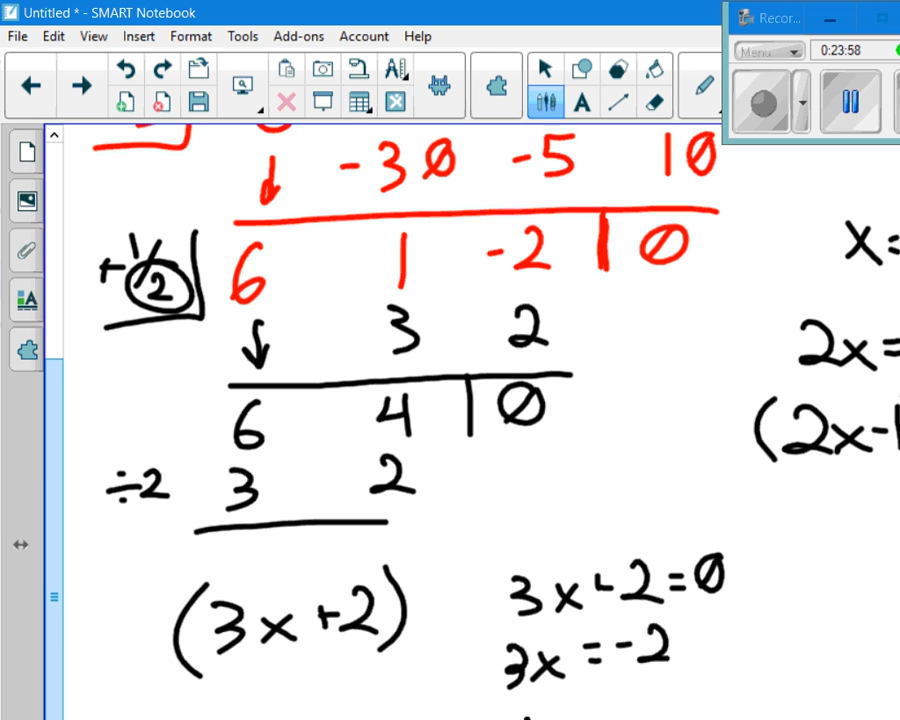 Untitled * - SMART Notebook
File Edit View Insert Format Tools Add-ons Account Help
Recor...
Menu
0:23:58
A
-30 -5 10
6 1 -2 0
+1/2
3 2
6 4 0
÷2 3 2
(3x+2)
3x+2=0
3x=-2
x=
2x=
(2x-1